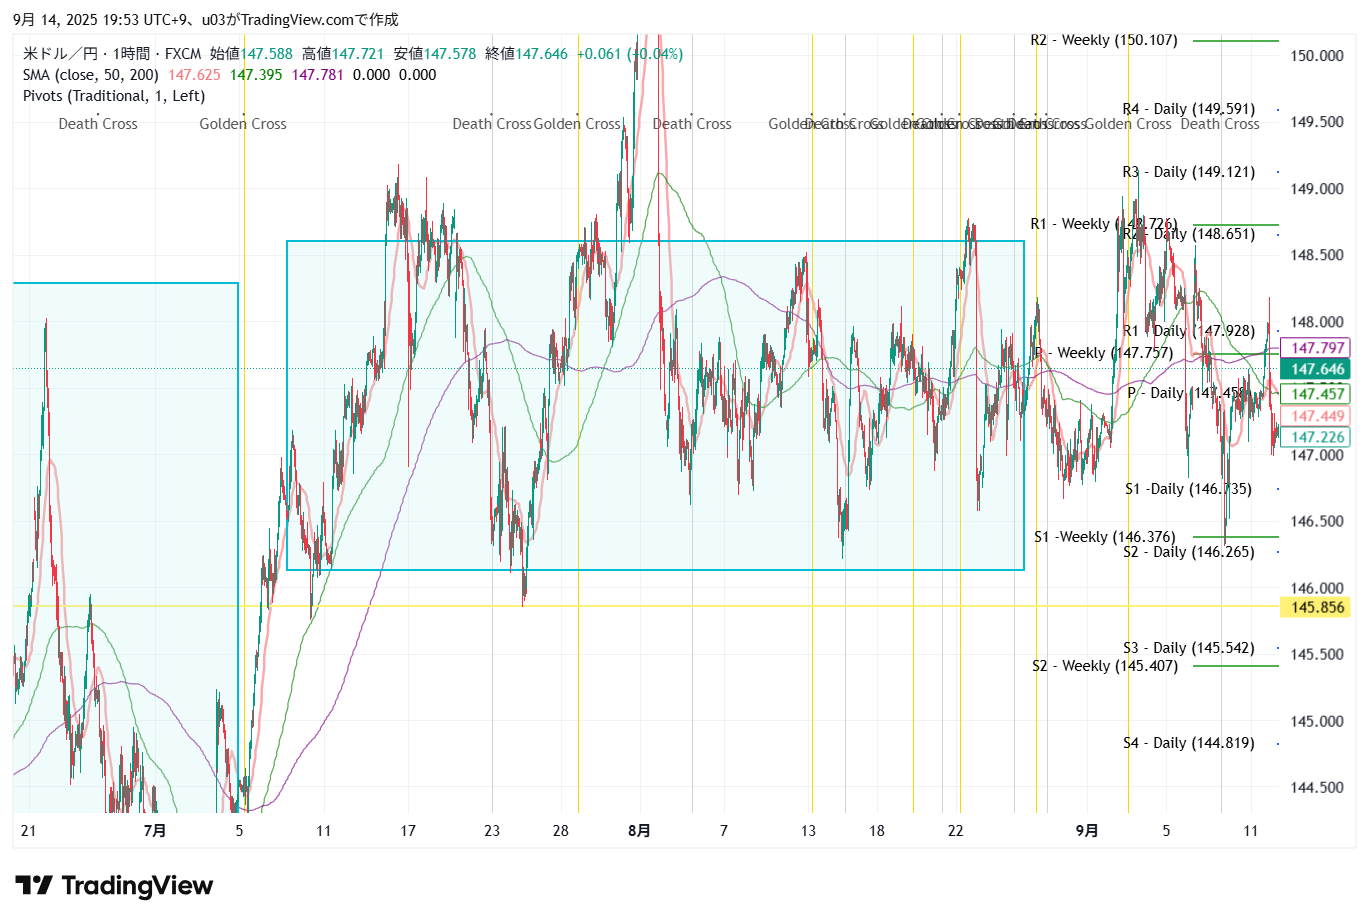 9月 14, 2025 19:53 UTC+9、u03がTradingView.comで作成
米ドル／円・1時間・FXCM 始値147.588 高値147.721 安値147.578 終値147.646 +0.061 (+0.04%)
SMA (close, 50, 200) 147.625 147.395 147.781 0.000 0.000
Pivots (Traditional, 1, Left)
Death Cross
Golden Cross
Death Cross
Golden Cross
Death Cross
Golden Cross
Death Cross
R2 - Weekly (150.107)
R4 - Daily (149.591)
R3 - Daily (149.121)
R1 - Weekly (148.726)
R2 - Daily (148.651)
R1 - Daily (147.928)
P - Weekly (147.757)
P - Daily (147.458)
S1 -Daily (146.735)
S1 -Weekly (146.376)
S2 - Daily (146.265)
S3 - Daily (145.542)
S2 - Weekly (145.407)
S4 - Daily (144.819)
150.000
149.500
149.000
148.500
148.000
147.797
147.646
147.457
147.449
147.226
147.000
146.500
146.000
145.856
145.500
145.000
144.500
21 7月 5 11 17 23 28 8月 7 13 18 22 9月 5 11
TradingView